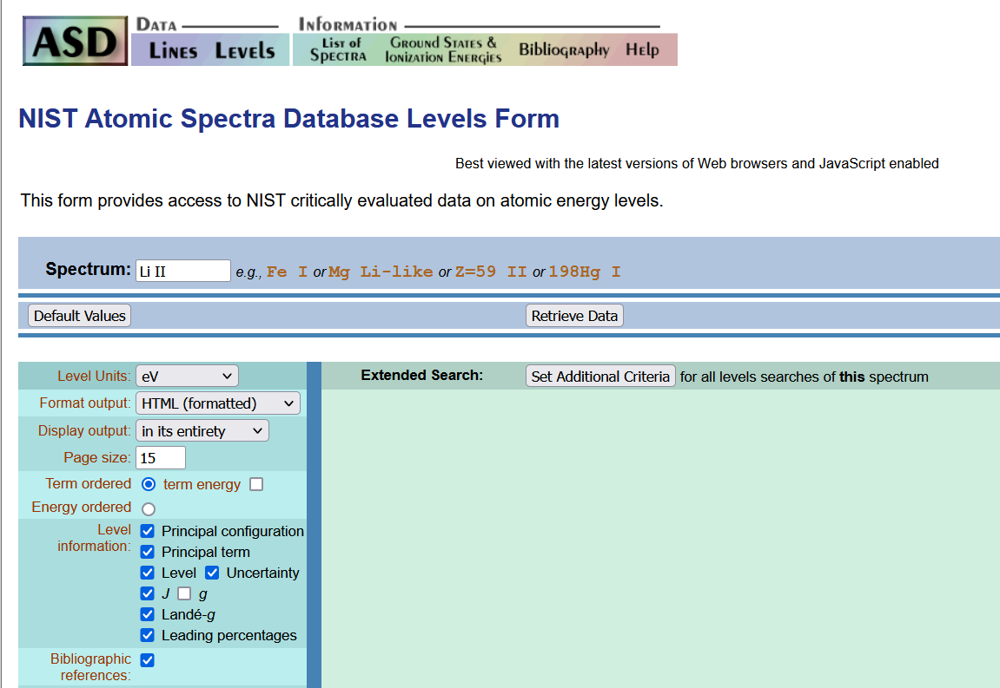 ASD
DATA
INFORMATION
LINES LEVELS
LIST OF SPECTRA
GROUND STATES & IONIZATION ENERGIES
BIBLIOGRAPHY
HELP
NIST Atomic Spectra Database Levels Form
Best viewed with the latest versions of Web browsers and JavaScript enabled
This form provides access to NIST critically evaluated data on atomic energy levels.
Spectrum: Li II e.g., Fe I or Mg Li-like or Z=59 II or 198Hg I
Default Values Retrieve Data
Level Units: eV
Extended Search: Set Additional Criteria for all levels searches of this spectrum
Format output: HTML (formatted)
Display output: in its entirety
Page size: 15
Term ordered term energy
Energy ordered
Level information:
Principal configuration
Principal term
Level Uncertainty
J g
Landé-g
Leading percentages
Bibliographic references: